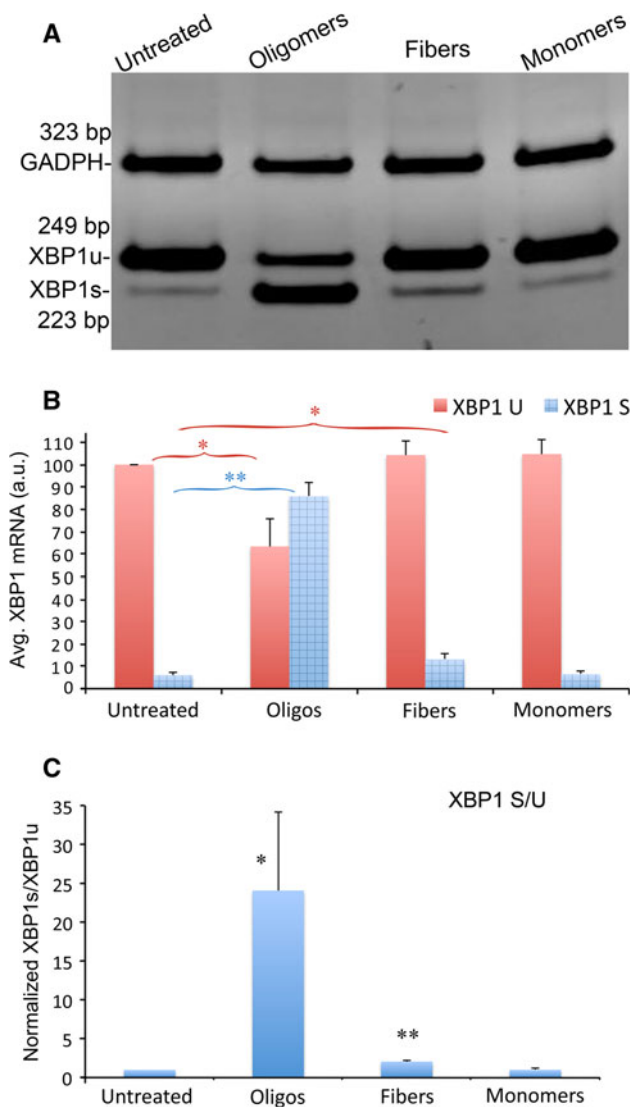 A
Untreated Oligomers Fibers Monomers
323 bp
GADPH-
249 bp
XBP1u-
XBP1s-
223 bp
B
XBP1 U XBP1 S
*
*
**
Avg. XBP1 mRNA (a.u.)
110
100
90
80
70
60
50
40
30
20
10
0
Untreated Oligos Fibers Monomers
C
XBP1 S/U
Normalized XBP1s/XBP1u
35
30
25
20
15
10
5
0
*
**
Untreated Oligos Fibers Monomers